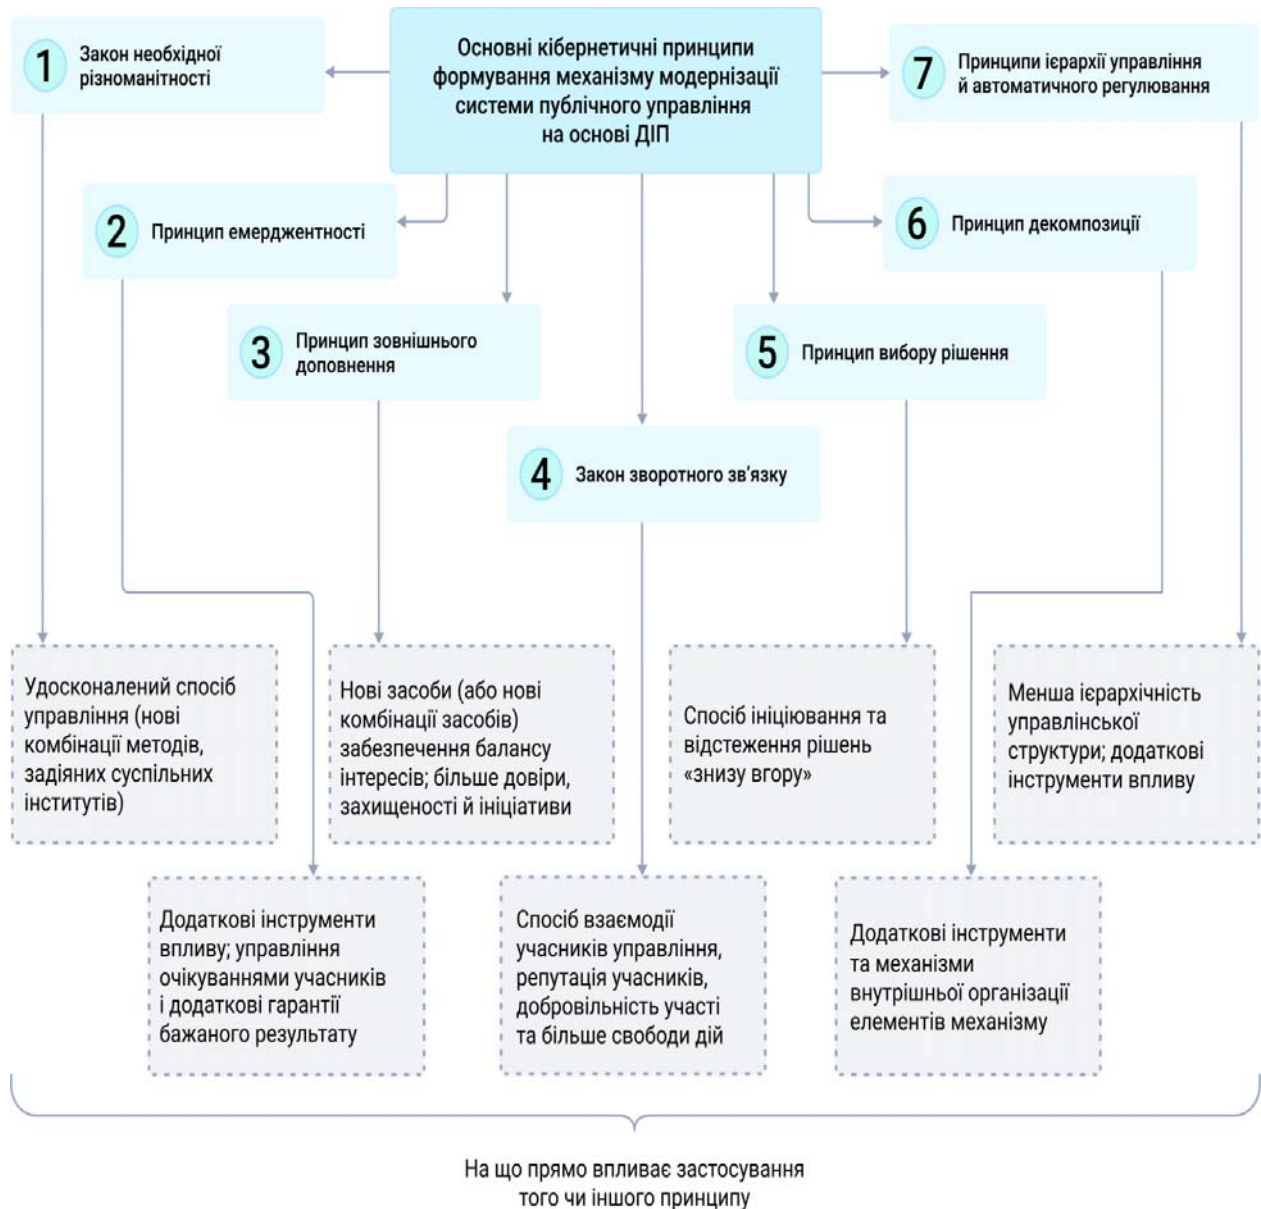 Основні кібернетичні принципи
формування механізму модернізації
системи публічного управління
на основі ДІП
1
Закон необхідної
різноманітності
2
Принцип емерджентності
3
Принцип зовнішнього
доповнення
4
Закон зворотного зв’язку
5
Принцип вибору рішення
6
Принцип декомпозиції
7
Принципи ієрархії управління
й автоматичного регулювання
Удосконалений спосіб
управління (нові
комбінації методів,
задіяних суспільних
інститутів)
Нові засоби (або нові
комбінації засобів)
забезпечення балансу
інтересів; більше довіри,
захищеності й ініціативи
Спосіб ініціювання та
відстеження рішень
«знизу вгору»
Менша ієрархічність
управлінської
структури; додаткові
інструменти впливу
Додаткові інструменти
впливу; управління
очікуваннями учасників
і додаткові гарантії
бажаного результату
Спосіб взаємодії
учасників управління,
репутація учасників,
добровільність участі
та більше свободи дій
Додаткові інструменти
та механізми
внутрішньої організації
елементів механізму
На що прямо впливає застосування
того чи іншого принципу